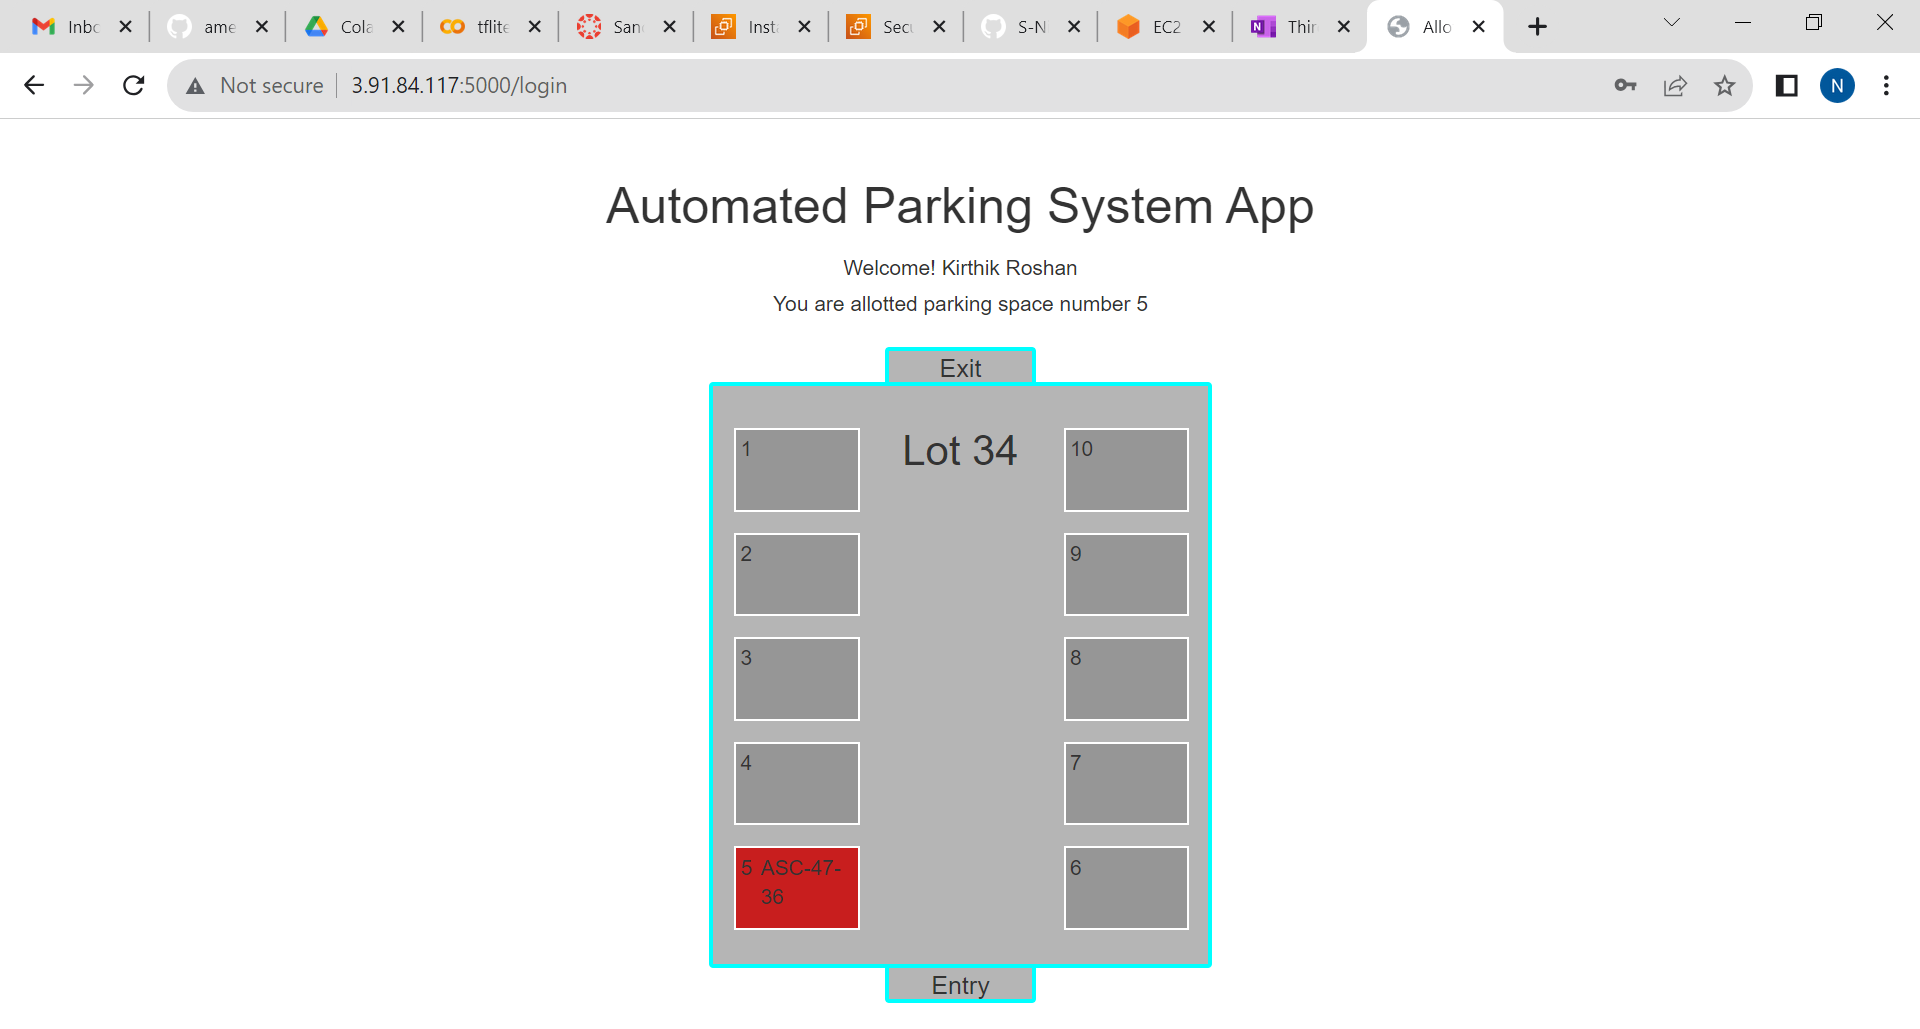 Inbc
ame
Cola
tflite
San
Inst
Secu
S-N
EC2
Thir
Allo
Not secure
3.91.84.117:5000/login
N
Automated Parking System App
Welcome! Kirthik Roshan
You are allotted parking space number 5
Exit
Lot 34
1
10
2
9
3
8
4
7
5 ASC-47-
36
6
Entry